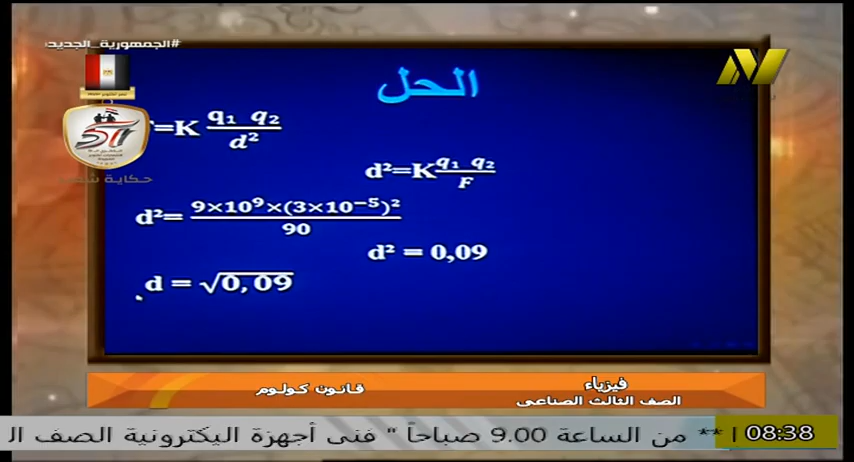 #الجمهورية_الجديدة
الحل
=K q₁ q₂ / d²
d²=K q₁ q₂ / F
d²= 9×10⁹×(3×10⁻⁵)² / 90
d² = 0,09
d = √0,09
فيزياء
قانون كولوم
الصف الثالث الصناعى
** من الساعة 9.00 صباحاً " فنى أجهزة اليكترونية الصف ال
08:38